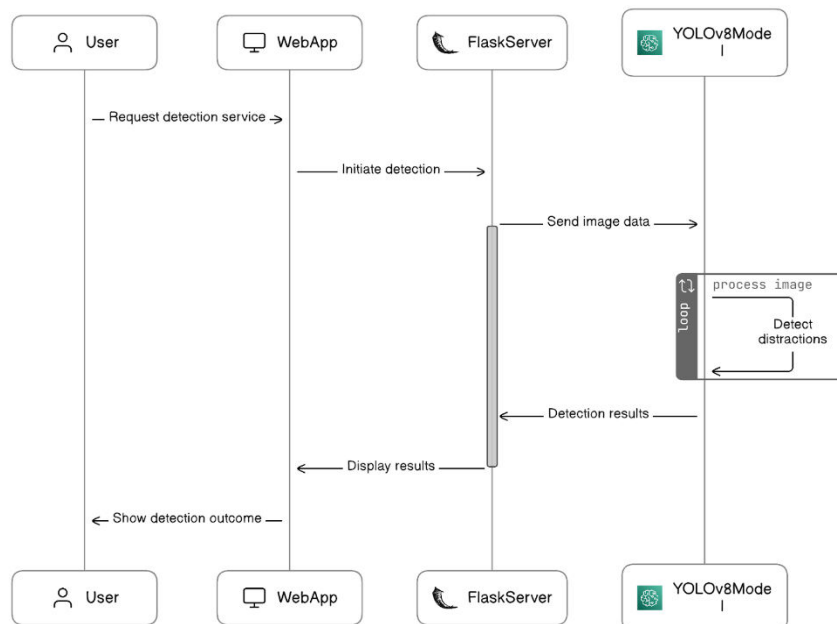 User
WebApp
FlaskServer
YOLOv8Mode
l
Request detection service
Initiate detection
Send image data
loop
process image
Detect
distractions
Detection results
Display results
Show detection outcome
User
WebApp
FlaskServer
YOLOv8Mode
l